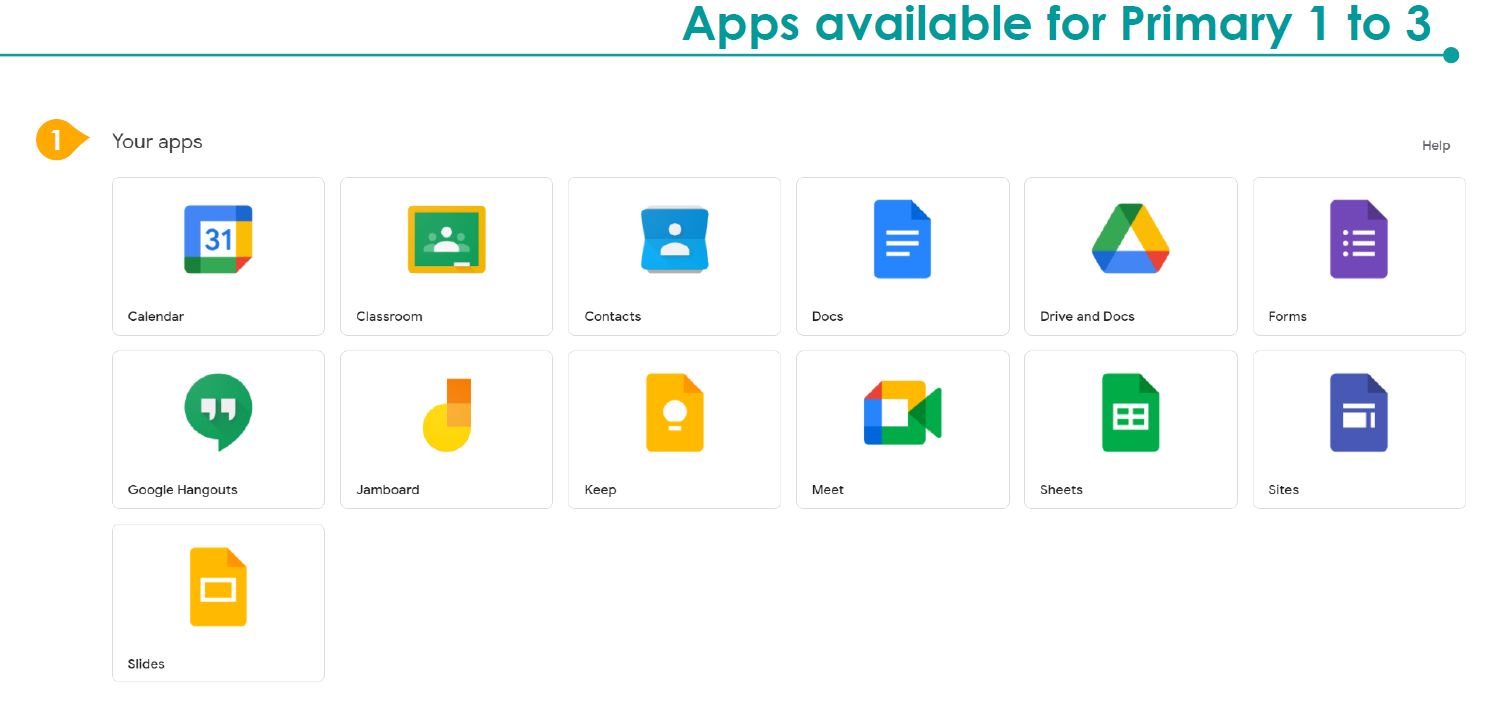 Apps available for Primary 1 to 3
1
Your apps
Help
31
Calendar
Classroom
Contacts
Docs
Drive and Docs
Forms
Google Hangouts
Jamboard
Keep
Meet
Sheets
Sites
Slides